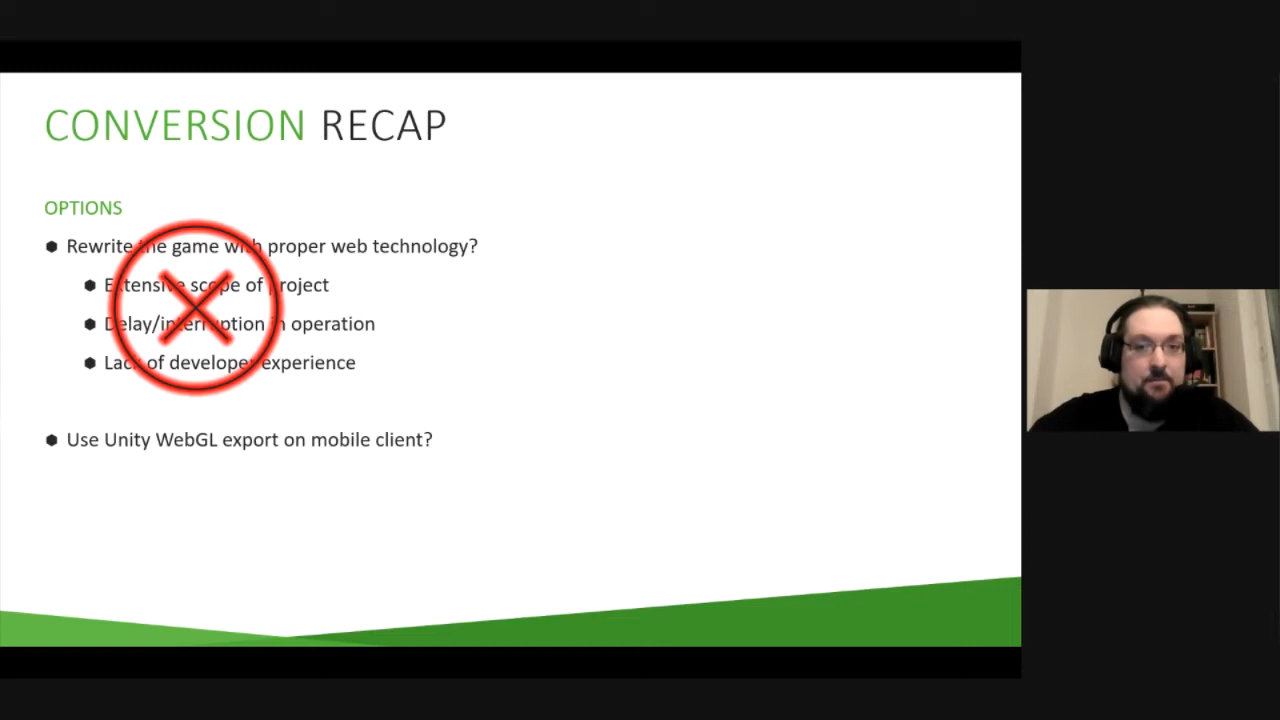 CONVERSION RECAP
OPTIONS
Rewrite the game with proper web technology?
Extensive scope of project
Delay/interruption in operation
Lack of developer experience
Use Unity WebGL export on mobile client?